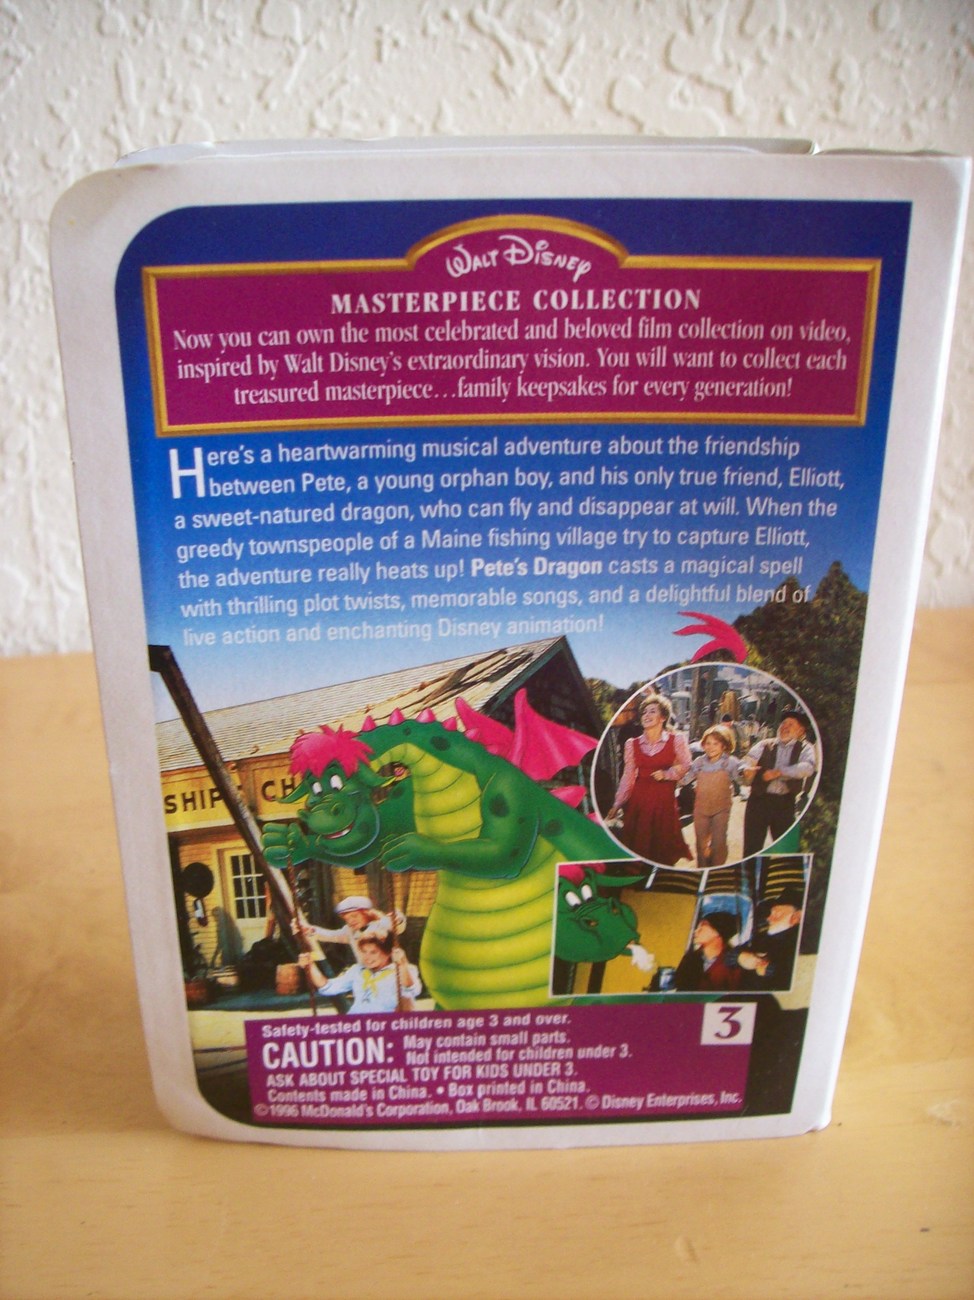 WALT DISNEY
MASTERPIECE COLLECTION
Now you can own the most celebrated and beloved film collection on video,
inspired by Walt Disney's extraordinary vision. You will want to collect each
treasured masterpiece...family keepsakes for every generation!
Here's a heartwarming musical adventure about the friendship
between Pete, a young orphan boy, and his only true friend, Elliott,
a sweet-natured dragon, who can fly and disappear at will. When the
greedy townspeople of a Maine fishing village try to capture Elliott,
the adventure really heats up! Pete's Dragon casts a magical spell
with thrilling plot twists, memorable songs, and a delightful blend of
live action and enchanting Disney animation!
SHIP CH
3
Safety-tested for children age 3 and over.
CAUTION: May contain small parts.
Not intended for children under 3.
ASK ABOUT SPECIAL TOY FOR KIDS UNDER 3.
Contents made in China. • Box printed in China.
©1996 McDonald's Corporation, Oak Brook, IL 60521. © Disney Enterprises, Inc.